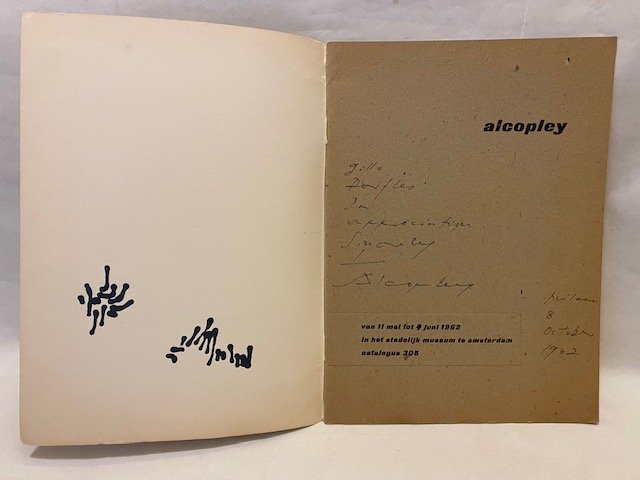 alcopley
gillo
Dorfles
In
appreciation
Sincerely
Alcopley
van 11 mei tot 4 juni 1962
in het stedelijk museum te amsterdam
catalogus 305
8
October
1962